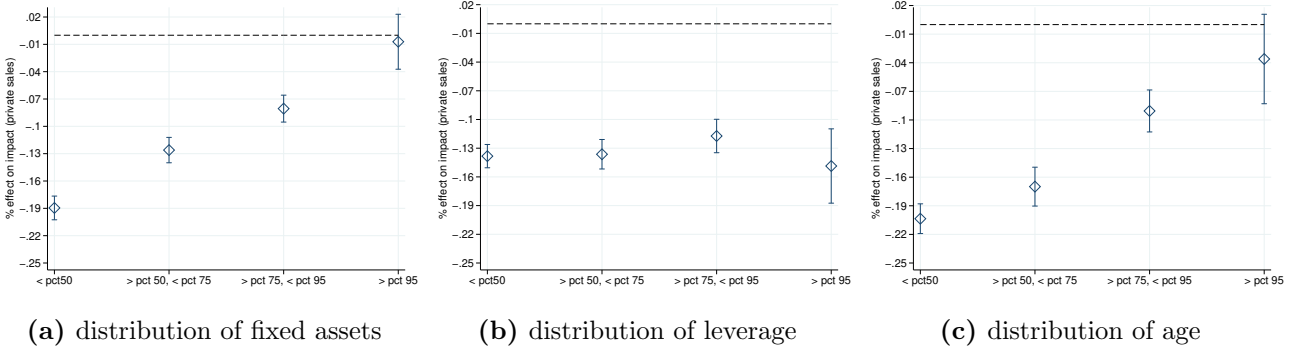 % effect on impact (private sales)
.02
-.01
-.04
-.07
-.1
-.13
-.16
-.19
-.22
-.25
< pct50
> pct 50, < pct 75
> pct 75, < pct 95
> pct 95
(a) distribution of fixed assets
% effect on impact (private sales)
.02
-.01
-.04
-.07
-.1
-.13
-.16
-.19
-.22
-.25
< pct50
> pct 50, < pct 75
> pct 75, < pct 95
> pct 95
(b) distribution of leverage
% effect on impact (private sales)
.02
-.01
-.04
-.07
-.1
-.13
-.16
-.19
-.22
-.25
< pct50
> pct 50, < pct 75
> pct 75, < pct 95
> pct 95
(c) distribution of age